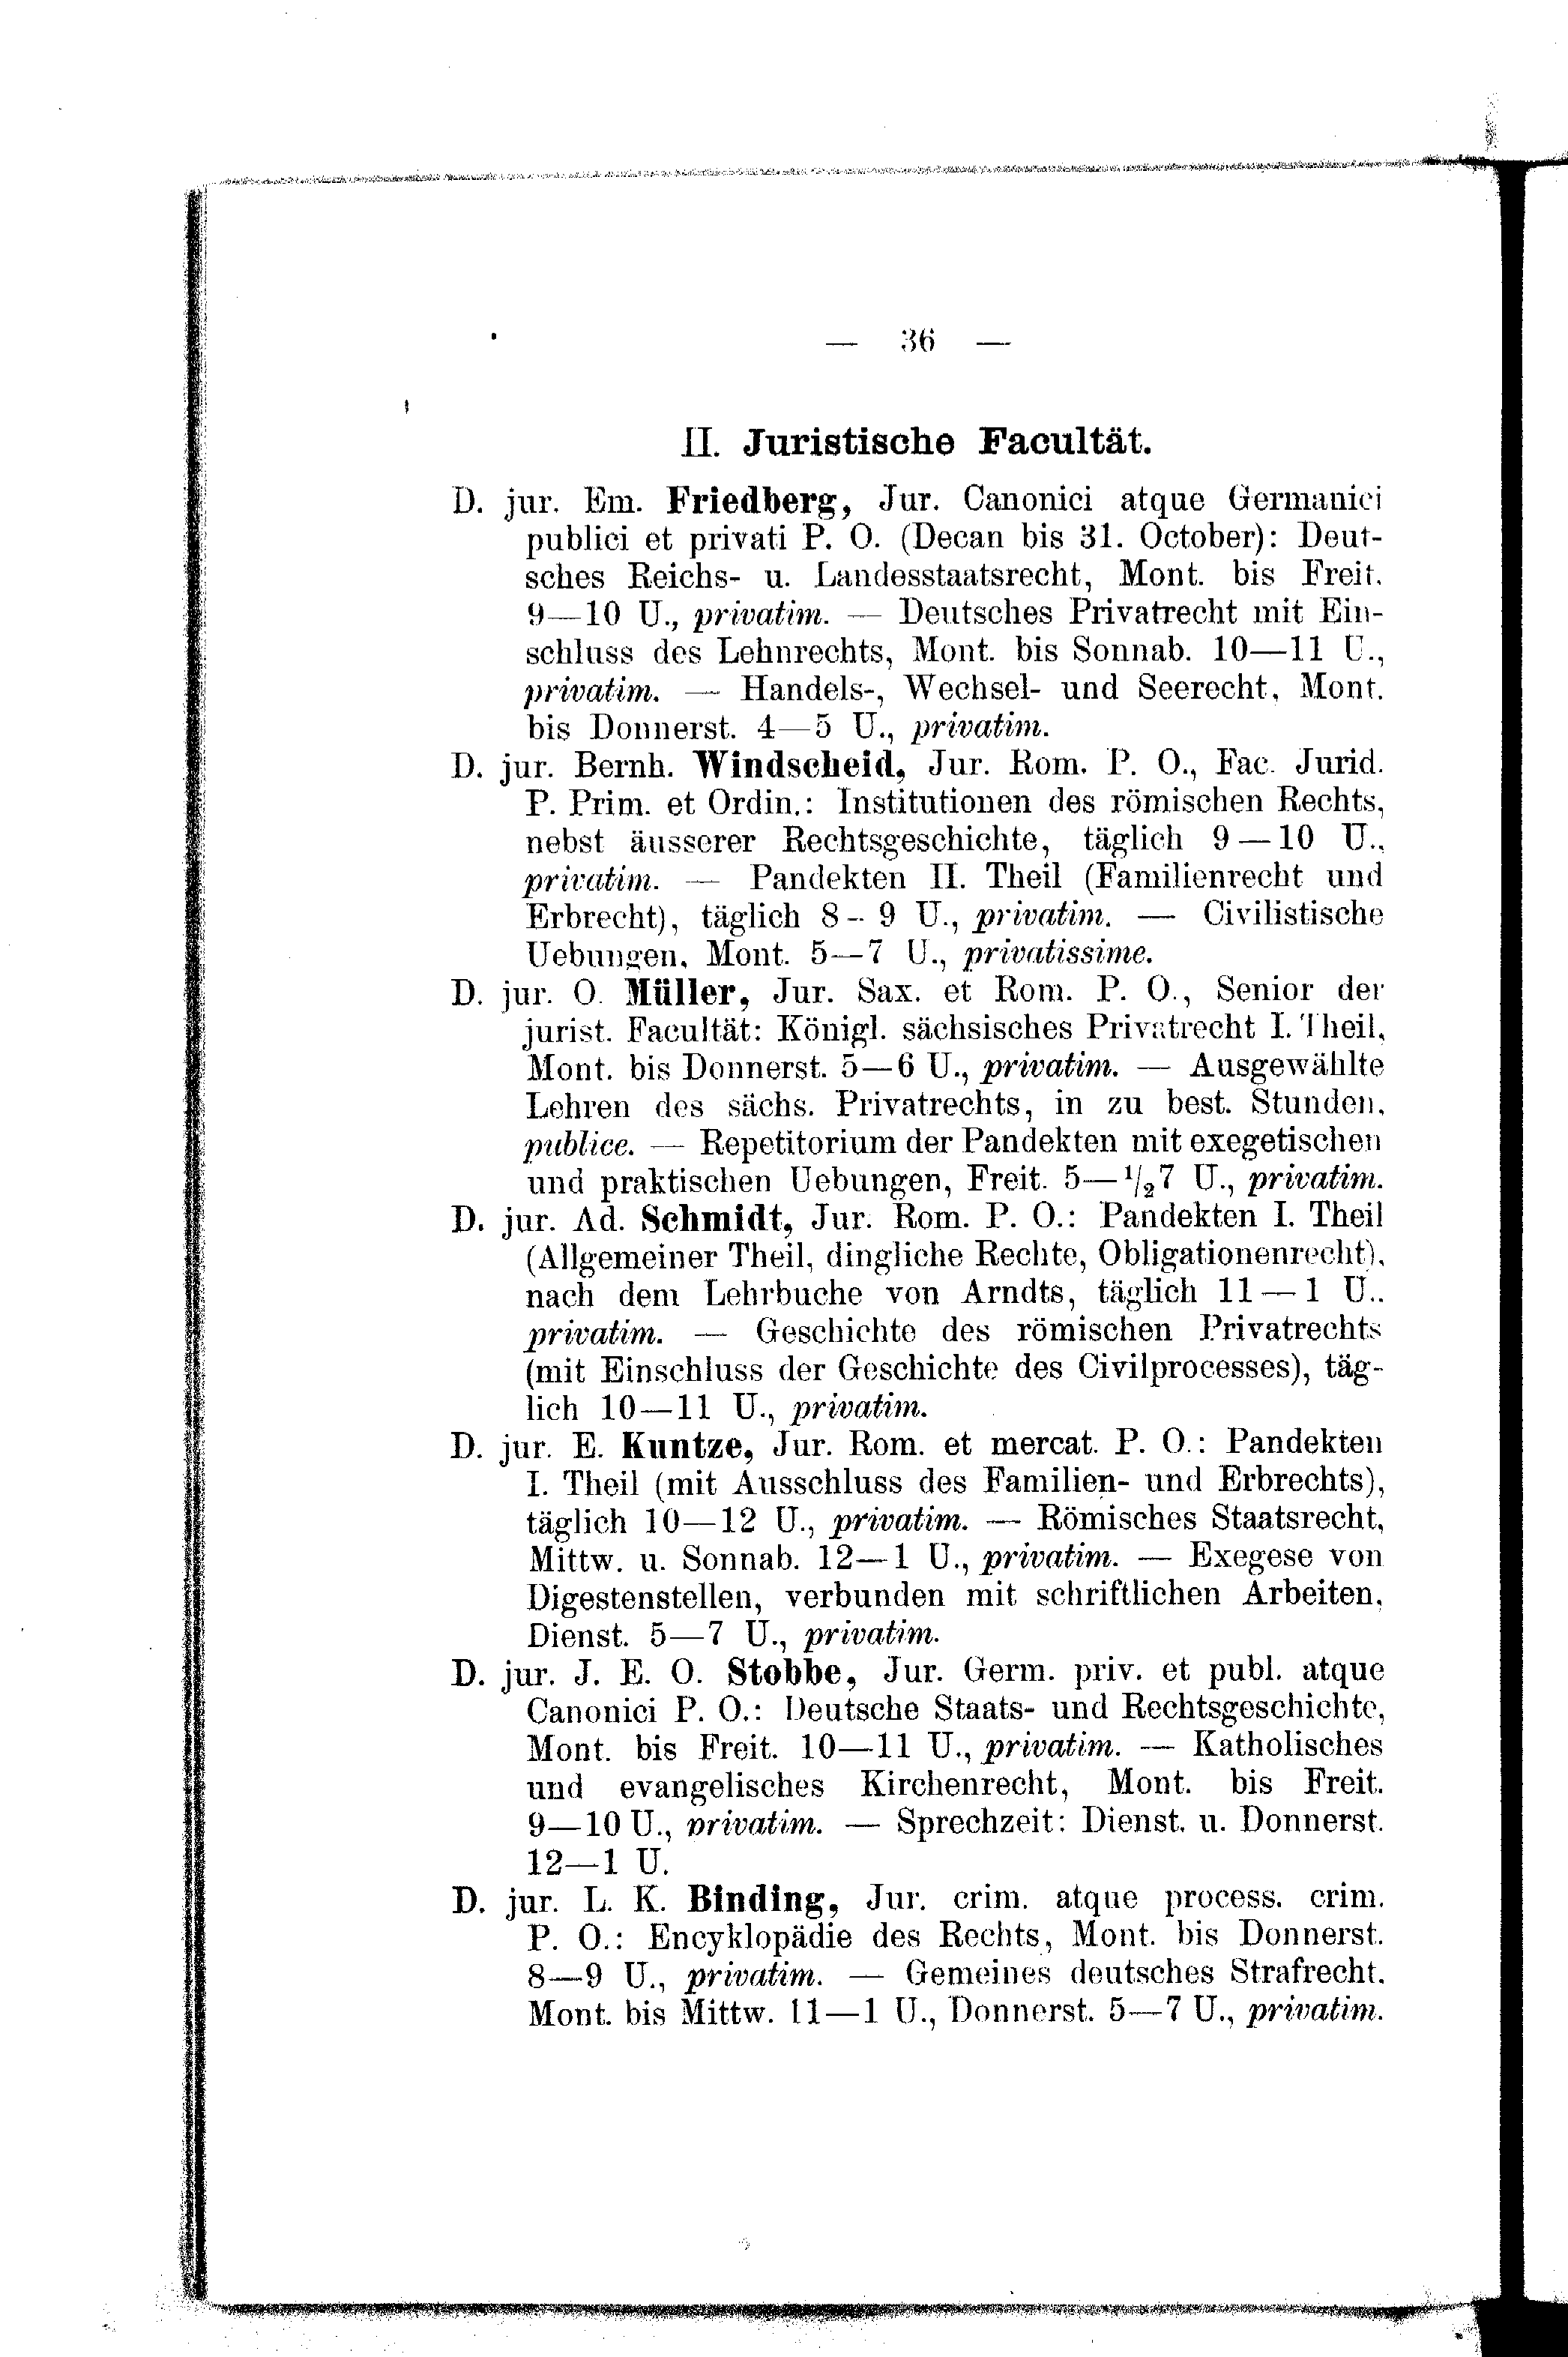 — 36 —
II. Juristische Facultät.
D. jur. Em. Friedberg, Jur. Canonici atque Germanici
publici et privati P. O. (Decan bis 31. October): Deut-
sches Reichs- u. Landesstaatsrecht, Mont. bis Freit.
9—10 U., privatim. — Deutsches Privatrecht mit Ein-
schluss des Lehnrechts, Mont. bis Sonnab. 10—11 U.,
privatim. — Handels-, Wechsel- und Seerecht, Mont.
bis Donnerst. 4—5 U., privatim.
D. jur. Bernh. Windscheid, Jur. Rom. P. O., Fac. Jurid.
P. Prim. et Ordin.: Institutionen des römischen Rechts,
nebst äusserer Rechtsgeschichte, täglich 9—10 U.,
privatim. — Pandekten II. Theil (Familienrecht und
Erbrecht), täglich 8—9 U., privatim. — Civilistische
Uebungen, Mont. 5—7 U., privatissime.
D. jur. O. Müller, Jur. Sax. et Rom. P. O., Senior der
jurist. Facultät: Königl. sächsisches Privatrecht I. Theil,
Mont. bis Donnerst. 5—6 U., privatim. — Ausgewählte
Lehren des sächs. Privatrechts, in zu best. Stunden,
publice. — Repetitorium der Pandekten mit exegetischen
und praktischen Uebungen, Freit. 5—1/27 U., privatim.
D. jur. Ad. Schmidt, Jur. Rom. P. O.: Pandekten I. Theil
(Allgemeiner Theil, dingliche Rechte, Obligationenrecht),
nach dem Lehrbuche von Arndts, täglich 11—1 U..
privatim. — Geschichte des römischen Privatrechts
(mit Einschluss der Geschichte des Civilprocesses), täg-
lich 10—11 U., privatim.
D. jur. E. Kuntze, Jur. Rom. et mercat. P. O.: Pandekten
I. Theil (mit Ausschluss des Familien- und Erbrechts),
täglich 10—12 U., privatim. — Römisches Staatsrecht,
Mittw. u. Sonnab. 12—1 U., privatim. — Exegese von
Digestenstellen, verbunden mit schriftlichen Arbeiten,
Dienst. 5—7 U., privatim.
D. jur. J. E. O. Stobbe, Jur. Germ. priv. et publ. atque
Canonici P. O.: Deutsche Staats- und Rechtsgeschichte,
Mont. bis Freit. 10—11 U., privatim. — Katholisches
und evangelisches Kirchenrecht, Mont. bis Freit.
9—10 U., privatim. — Sprechzeit: Dienst. u. Donnerst.
12—1 U.
D. jur. L. K. Binding, Jur. crim. atque process. crim.
P. O.: Encyklopädie des Rechts, Mont. bis Donnerst.
8—9 U., privatim. — Gemeines deutsches Strafrecht.
Mont. bis Mittw. 11—1 U., Donnerst. 5—7 U., privatim.